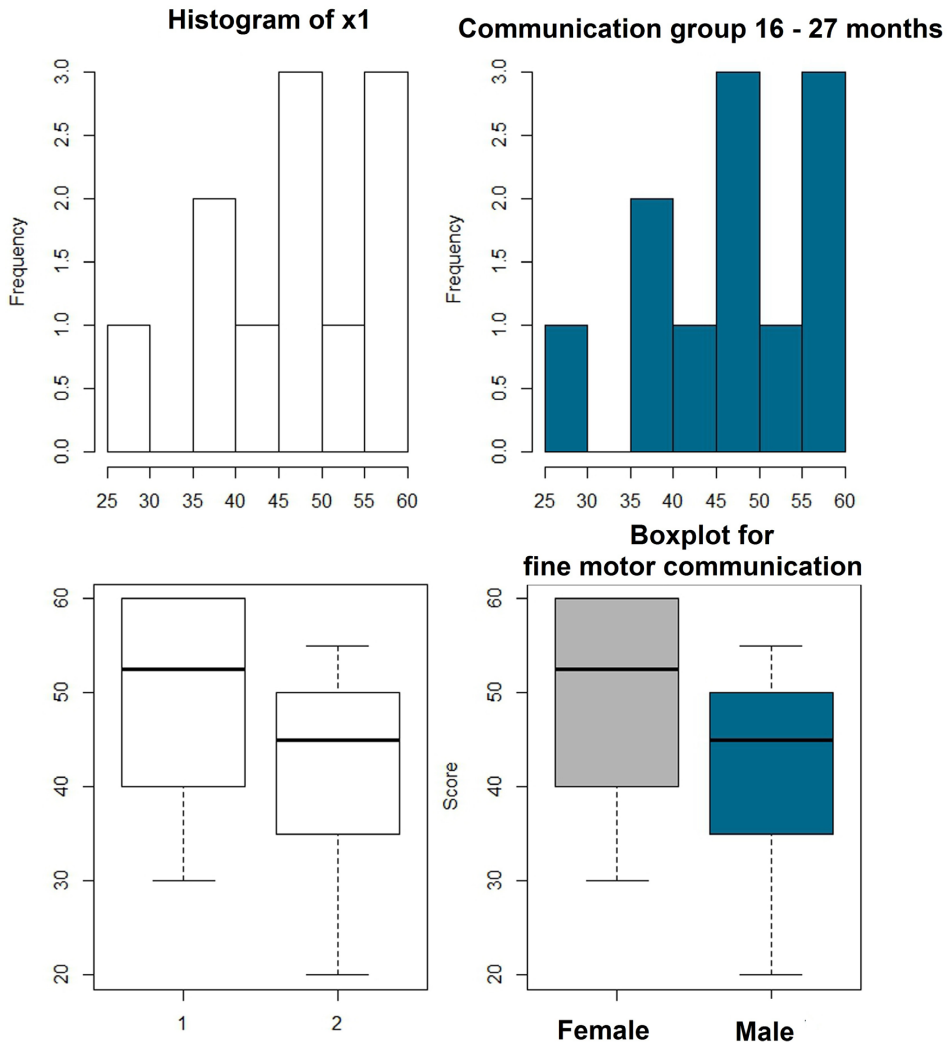 Histogram of x1
Frequency
3.0
2.5
2.0
1.5
1.0
0.5
0.0
25 30 35 40 45 50 55 60
Communication group 16 - 27 months
Frequency
3.0
2.5
2.0
1.5
1.0
0.5
0.0
25 30 35 40 45 50 55 60
60
50
40
30
20
1 2
Boxplot for
fine motor communication
Score
60
50
40
30
20
Female Male